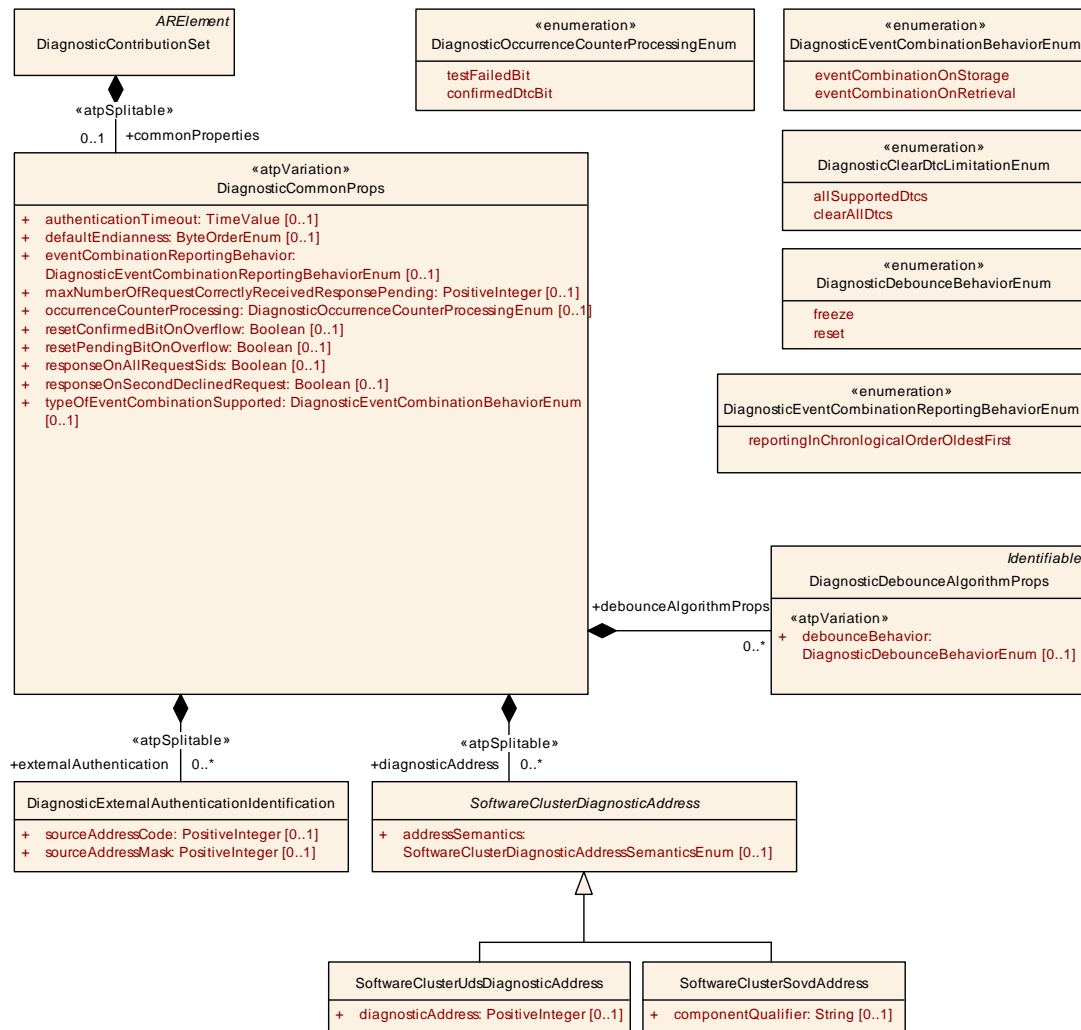 ARElement
DiagnosticContributionSet
«atpSplitable»
0..1 +commonProperties
«atpVariation»
DiagnosticCommonProps
+ authenticationTimeout: TimeValue [0..1]
+ defaultEndianness: ByteOrderEnum [0..1]
+ eventCombinationReportingBehavior:
DiagnosticEventCombinationReportingBehaviorEnum [0..1]
+ maxNumberOfRequestCorrectlyReceivedResponsePending: PositiveInteger [0..1]
+ occurrenceCounterProcessing: DiagnosticOccurrenceCounterProcessingEnum [0..1]
+ resetConfirmedBitOnOverflow: Boolean [0..1]
+ resetPendingBitOnOverflow: Boolean [0..1]
+ responseOnAllRequestSids: Boolean [0..1]
+ responseOnSecondDeclinedRequest: Boolean [0..1]
+ typeOfEventCombinationSupported: DiagnosticEventCombinationBehaviorEnum
[0..1]
«enumeration»
DiagnosticOccurrenceCounterProcessingEnum
testFailedBit
confirmedDtcBit
«enumeration»
DiagnosticEventCombinationBehaviorEnum
eventCombinationOnStorage
eventCombinationOnRetrieval
«enumeration»
DiagnosticClearDtcLimitationEnum
allSupportedDtcs
clearAllDtcs
«enumeration»
DiagnosticDebounceBehaviorEnum
freeze
reset
«enumeration»
DiagnosticEventCombinationReportingBehaviorEnum
reportingInChronlogicalOrderOldestFirst
+debounceAlgorithmProps
0..*
Identifiable
DiagnosticDebounceAlgorithmProps
«atpVariation»
+ debounceBehavior:
DiagnosticDebounceBehaviorEnum [0..1]
«atpSplitable»
+externalAuthentication 0..*
«atpSplitable»
+diagnosticAddress 0..*
DiagnosticExternalAuthenticationIdentification
+ sourceAddressCode: PositiveInteger [0..1]
+ sourceAddressMask: PositiveInteger [0..1]
SoftwareClusterDiagnosticAddress
+ addressSemantics:
SoftwareClusterDiagnosticAddressSemanticsEnum [0..1]
SoftwareClusterUdsDiagnosticAddress
+ diagnosticAddress: PositiveInteger [0..1]
SoftwareClusterSovdAddress
+ componentQualifier: String [0..1]